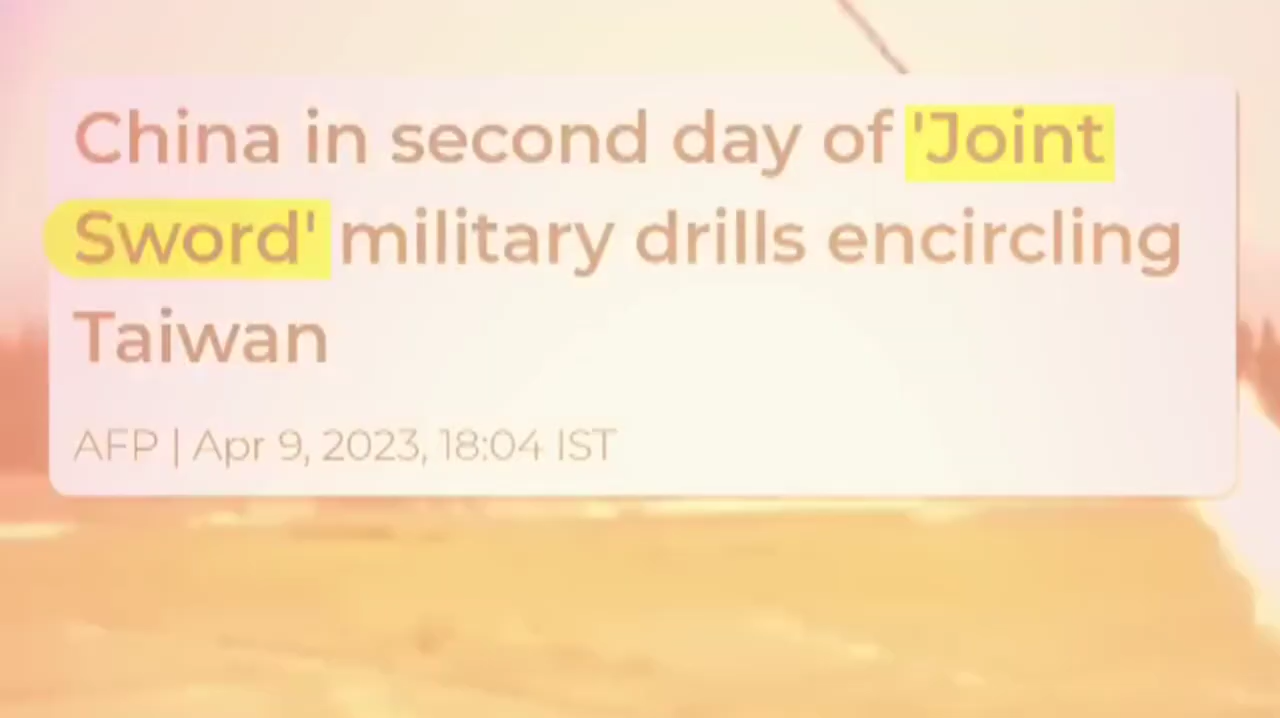 China in second day of 'Joint
Sword' military drills encircling
Taiwan
AFP | Apr 9, 2023, 18:04 IST